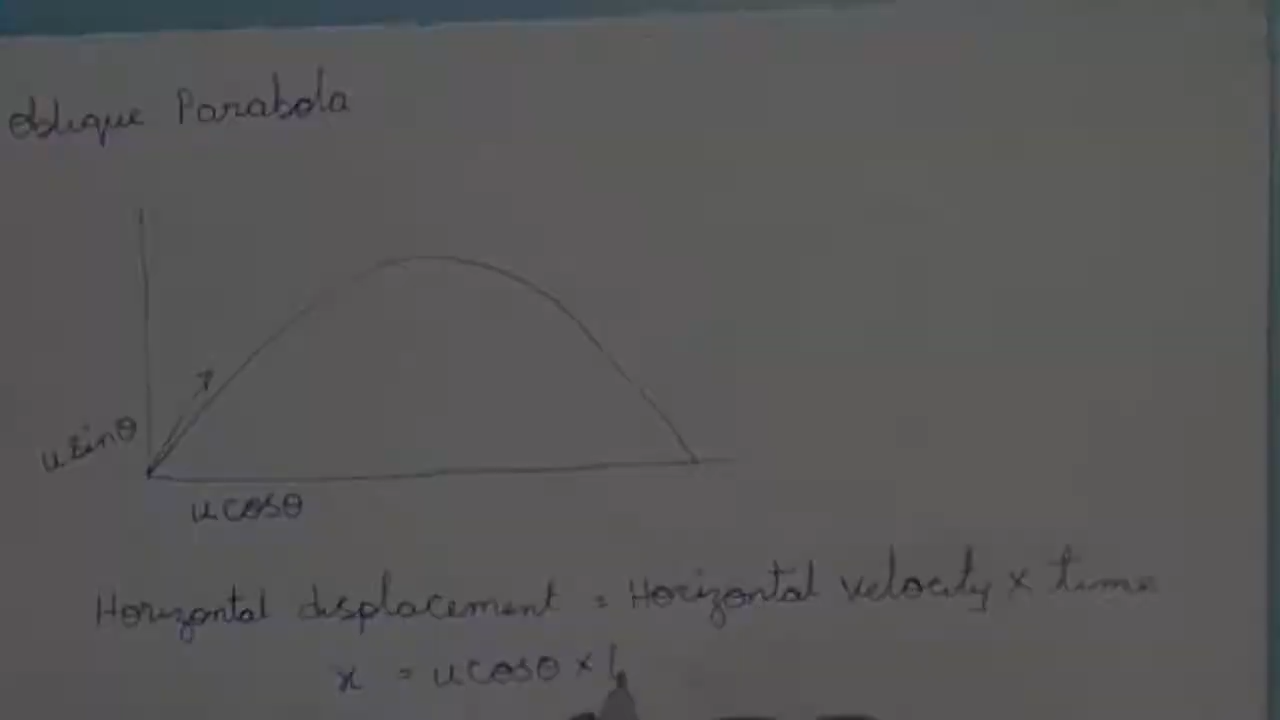 Oblique Parabola
u sinθ
u cosθ
Horizontal displacement = Horizontal velocity × time
x = u cosθ ×